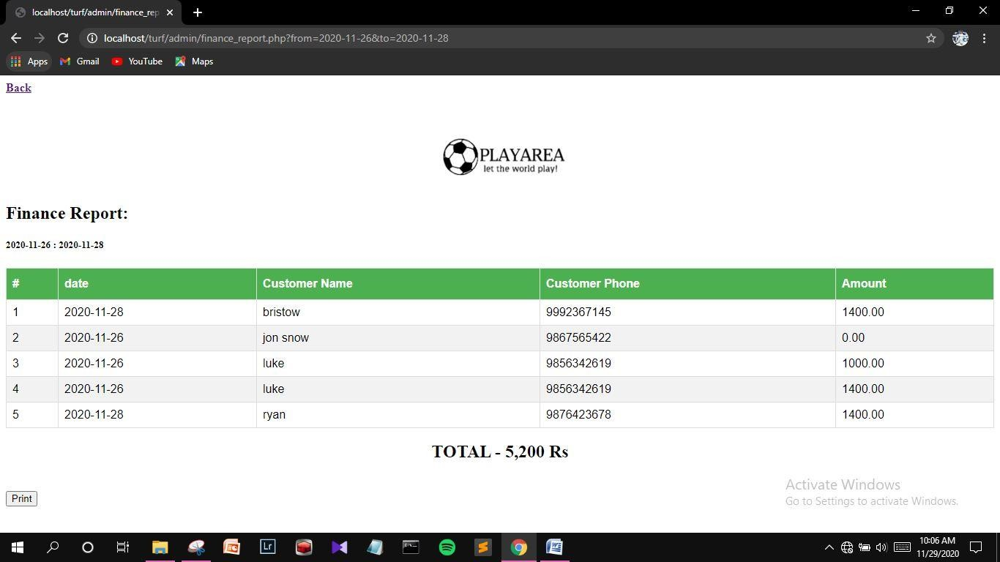 localhost/turf/admin/finance_rep
localhost/turf/admin/finance_report.php?from=2020-11-26&to=2020-11-28
Apps Gmail YouTube Maps
Back
PLAYAREA
let the world play!
Finance Report:
2020-11-26 : 2020-11-28
# date Customer Name Customer Phone Amount
1 2020-11-28 bristow 9992367145 1400.00
2 2020-11-26 jon snow 9867565422 0.00
3 2020-11-26 luke 9856342619 1000.00
4 2020-11-26 luke 9856342619 1400.00
5 2020-11-28 ryan 9876423678 1400.00
TOTAL - 5,200 Rs
Activate Windows
Go to Settings to activate Windows.
Print
Lr
10:06 AM
11/29/2020